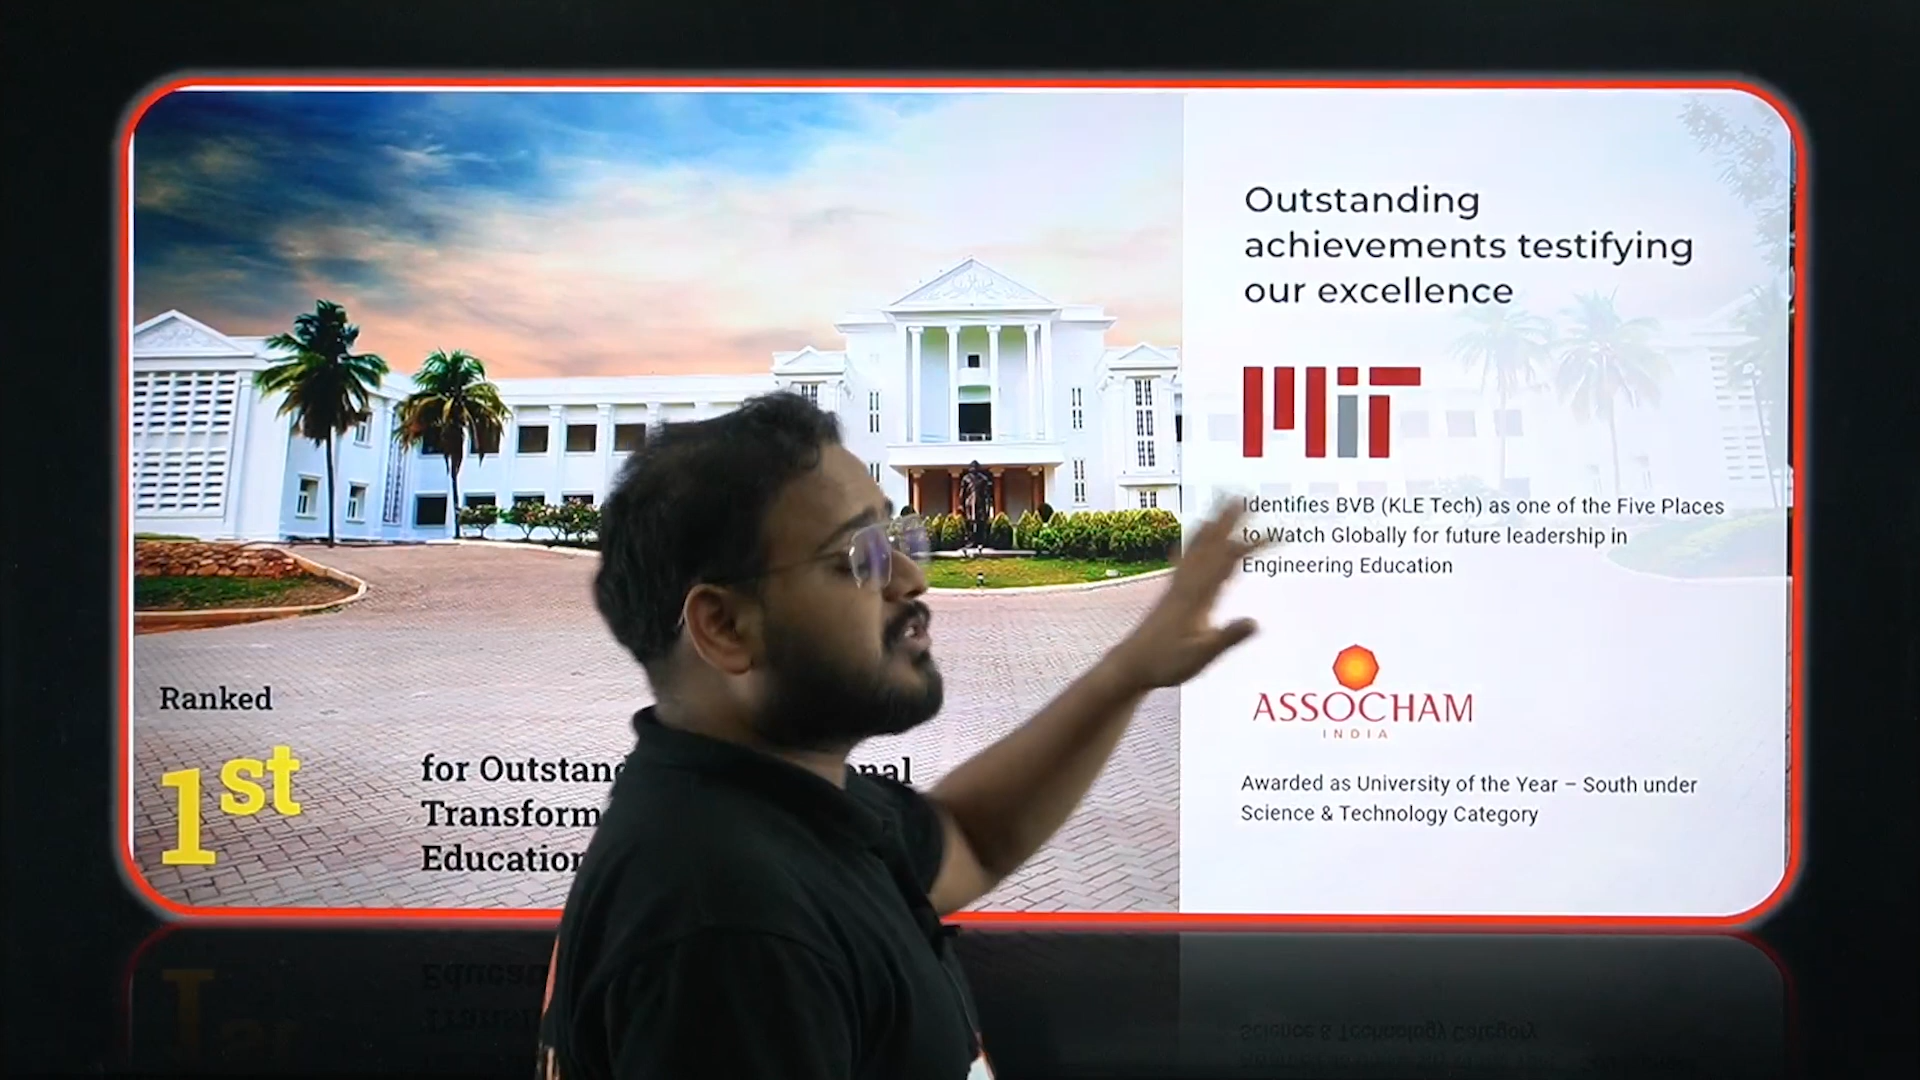 Outstanding
achievements testifying
our excellence
MIT
Identifies BVB (KLE Tech) as one of the Five Places
to Watch Globally for future leadership in
Engineering Education
ASSOCHAM
INDIA
Awarded as University of the Year – South under
Science & Technology Category
Ranked
1st
for
Education